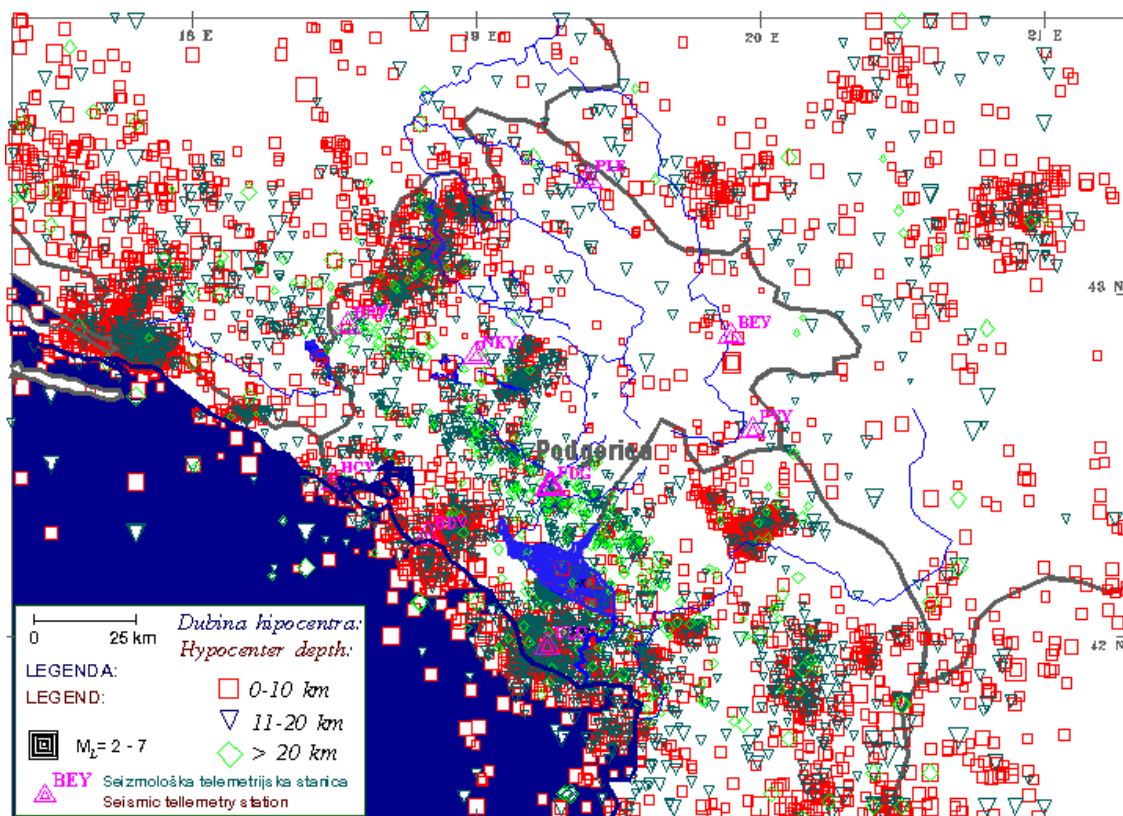 18 E
19 E
20 E
21 E
PLE
43 N
BEY
NKY
PVY
Podgorica
HCY
BDV
ULC
42 N
0 25 km
Dubina hipocentra:
Hypocenter depth:
LEGENDA:
LEGEND:
0-10 km
11-20 km
> 20 km
ML= 2 - 7
BEY Seizmološka telemetrijska stanica
Seismic tellemetry station